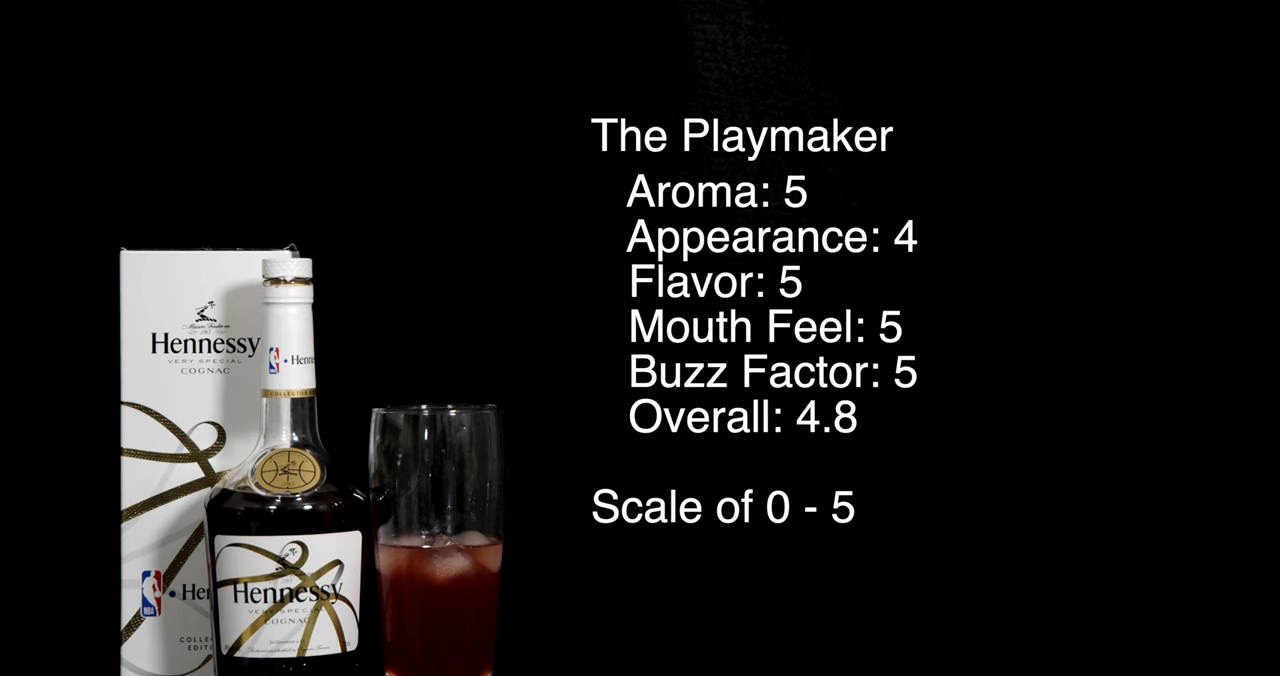 The Playmaker
Aroma: 5
Appearance: 4
Flavor: 5
Mouth Feel: 5
Buzz Factor: 5
Overall: 4.8
Scale of 0 - 5
Hennessy
VERY SPECIAL
COGNAC
NBA
Hennessy
VERY SPECIAL
COGNAC